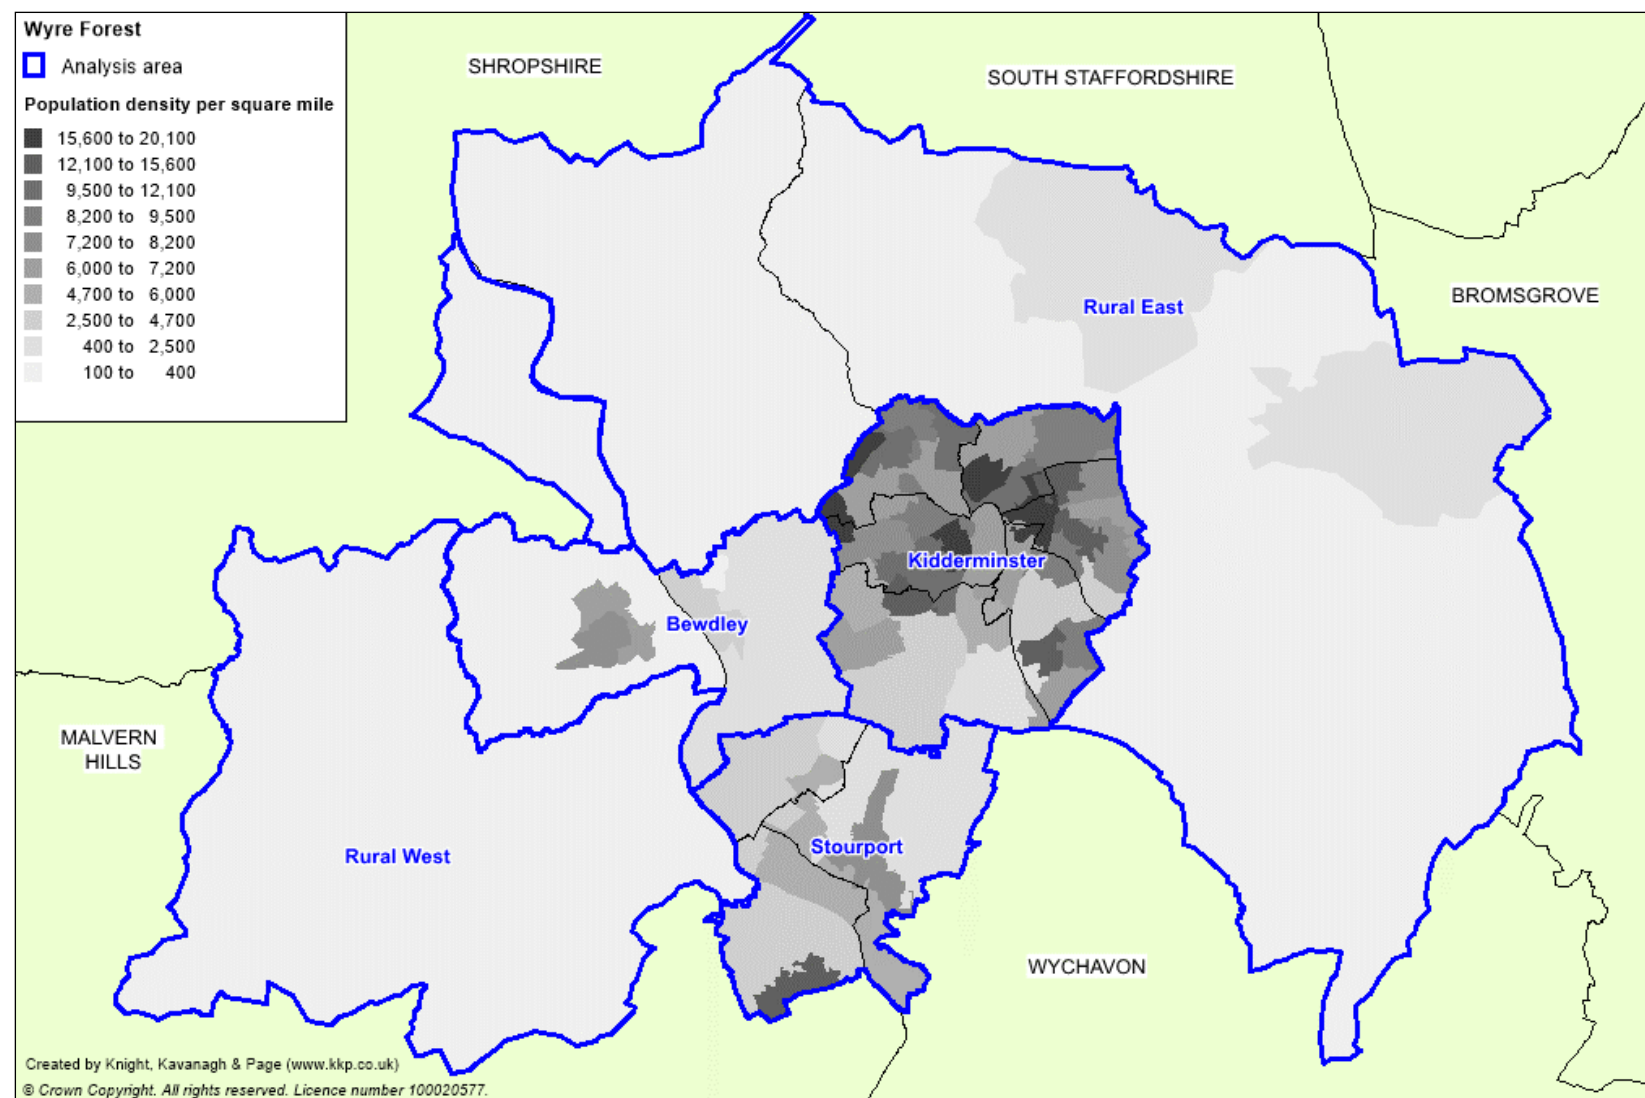 Wyre Forest
Analysis area
Population density per square mile
15,600 to 20,100
12,100 to 15,600
9,500 to 12,100
8,200 to 9,500
7,200 to 8,200
6,000 to 7,200
4,700 to 6,000
2,500 to 4,700
400 to 2,500
100 to 400
SHROPSHIRE
SOUTH STAFFORDSHIRE
BROMSGROVE
Rural East
Kidderminster
Bewdley
MALVERN
HILLS
Stourport
Rural West
WYCHAVON
Created by Knight, Kavanagh & Page (www.kkp.co.uk)
© Crown Copyright. All rights reserved. Licence number 100020577.